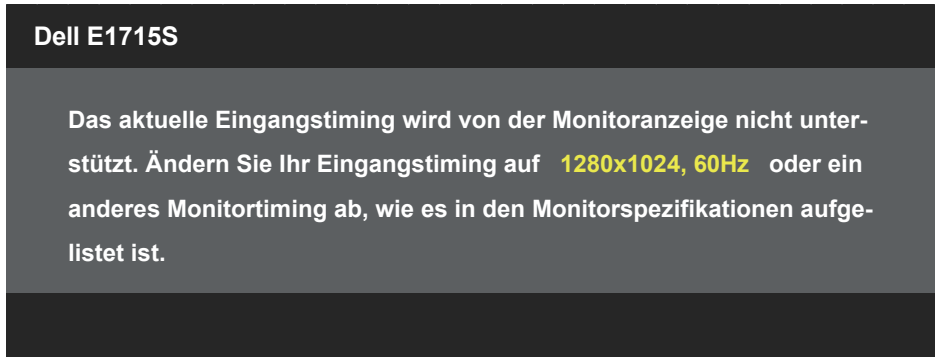 Dell E1715S
Das aktuelle Eingangstiming wird von der Monitoranzeige nicht unter-
stützt. Ändern Sie Ihr Eingangstiming auf 1280x1024, 60Hz oder ein
anderes Monitortiming ab, wie es in den Monitorspezifikationen aufge-
listet ist.